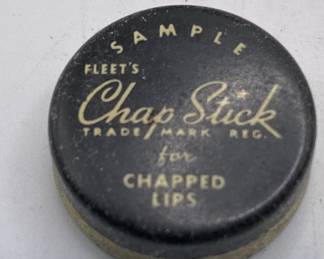 SAMPLE
FLEET'S
Chap Stick
TRADE MARK REG.
for
CHAPPED
LIPS